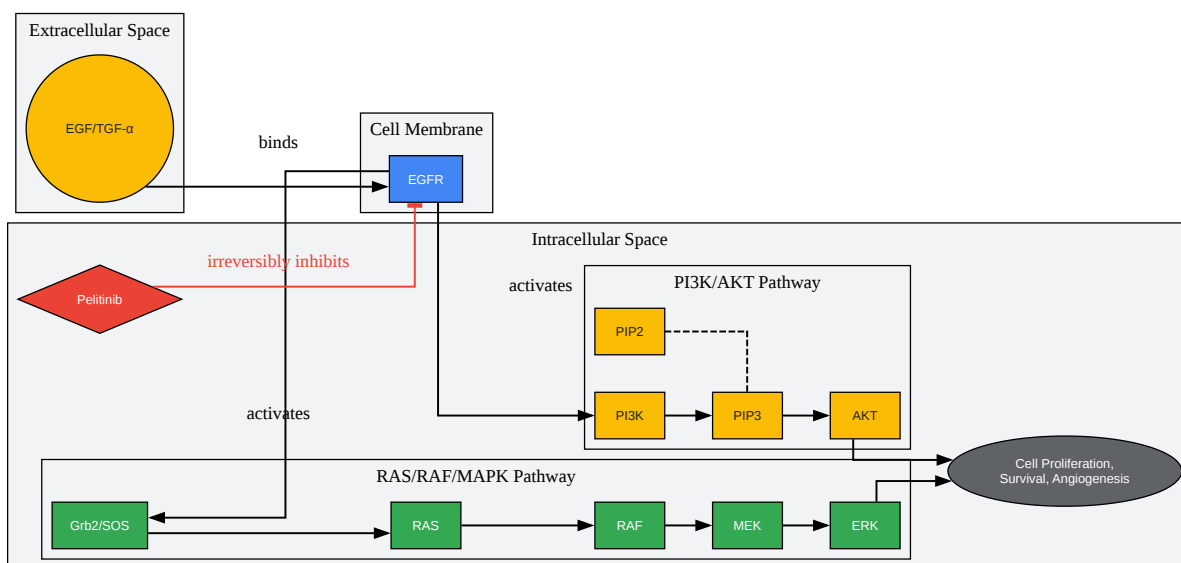 Extracellular Space
EGF/TGF-α
binds
Cell Membrane
EGFR
Intracellular Space
irreversibly inhibits
Pelitinib
activates
PI3K/AKT Pathway
PIP2
PI3K
PIP3
AKT
activates
Cell Proliferation,
Survival, Angiogenesis
RAS/RAF/MAPK Pathway
Grb2/SOS
RAS
RAF
MEK
ERK